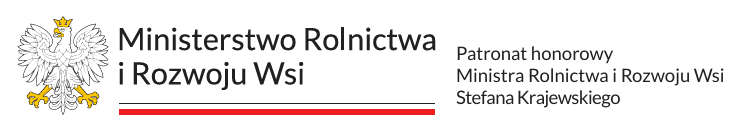 Ministerstwo Rolnictwa
i Rozwoju Wsi
Patronat honorowy
Ministra Rolnictwa i Rozwoju Wsi
Stefana Krajewskiego